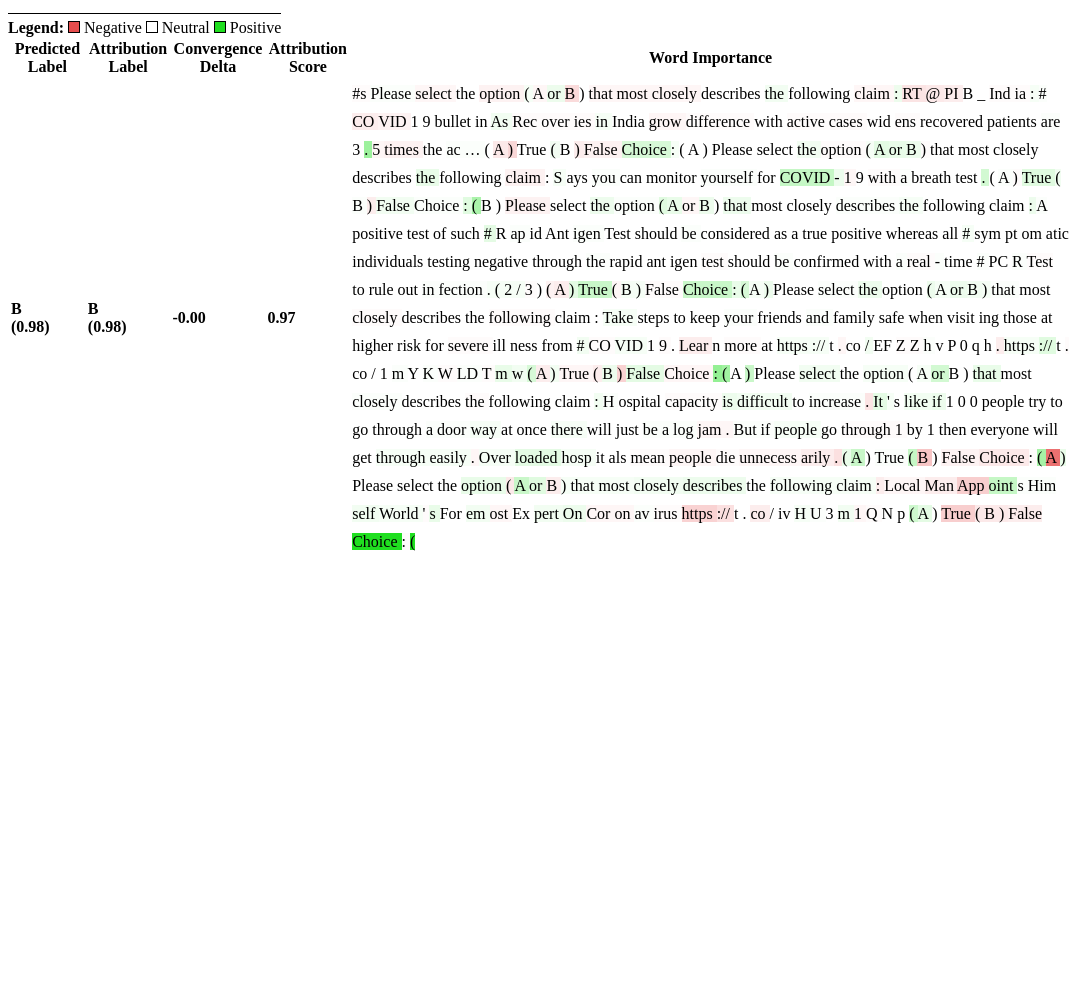 Legend: Negative Neutral Positive
Predicted Label Attribution Label Convergence Delta Attribution Score Word Importance
B (0.98) B (0.98) -0.00 0.97
#s Please select the option ( A or B ) that most closely describes the following claim : RT @ PI B _ Ind ia : #
CO VID 1 9 bullet in As Rec over ies in India grow difference with active cases wid ens recovered patients are
3 . 5 times the ac … ( A ) True ( B ) False Choice : ( A ) Please select the option ( A or B ) that most closely
describes the following claim : S ays you can monitor yourself for COVID - 1 9 with a breath test . ( A ) True (
B ) False Choice : ( B ) Please select the option ( A or B ) that most closely describes the following claim : A
positive test of such # R ap id Ant igen Test should be considered as a true positive whereas all # sym pt om atic
individuals testing negative through the rapid ant igen test should be confirmed with a real - time # PC R Test
to rule out in fection . ( 2 / 3 ) ( A ) True ( B ) False Choice : ( A ) Please select the option ( A or B ) that most
closely describes the following claim : Take steps to keep your friends and family safe when visit ing those at
higher risk for severe ill ness from # CO VID 1 9 . Lear n more at https :// t . co / EF Z Z h v P 0 q h . https :// t .
co / 1 m Y K W LD T m w ( A ) True ( B ) False Choice : ( A ) Please select the option ( A or B ) that most
closely describes the following claim : H ospital capacity is difficult to increase . It ' s like if 1 0 0 people try to
go through a door way at once there will just be a log jam . But if people go through 1 by 1 then everyone will
get through easily . Over loaded hosp it als mean people die unnecess arily . ( A ) True ( B ) False Choice : ( A )
Please select the option ( A or B ) that most closely describes the following claim : Local Man App oint s Him
self World ' s For em ost Ex pert On Cor on av irus https :// t . co / iv H U 3 m 1 Q N p ( A ) True ( B ) False
Choice : (